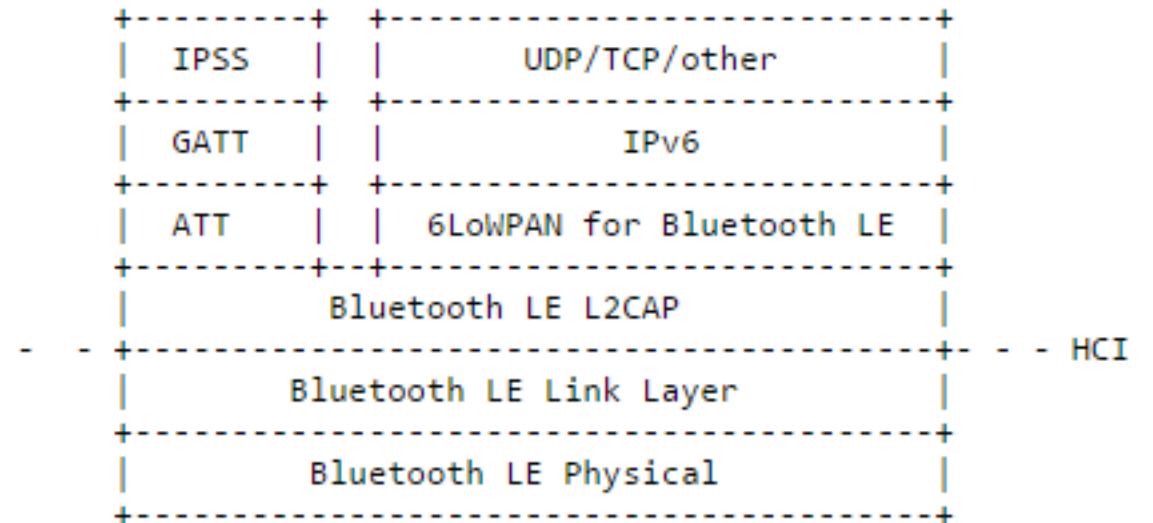 IPSS UDP/TCP/other
GATT IPv6
ATT 6LoWPAN for Bluetooth LE
Bluetooth LE L2CAP
- - - - - HCI
Bluetooth LE Link Layer
Bluetooth LE Physical